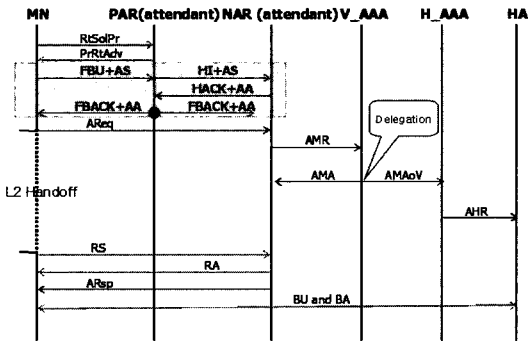 MN PAR(attendant) NAR (attendant) V_AAA H_AAA HA
RtSolPr
PrRtAdv
FBU+AS HI+AS
HACK+AA
FBACK+AA FBACK+AA
AReq
Delegation
AMR
AMA AMAoV
L2 Handoff
AHR
RS
RA
ARsp
BU and BA